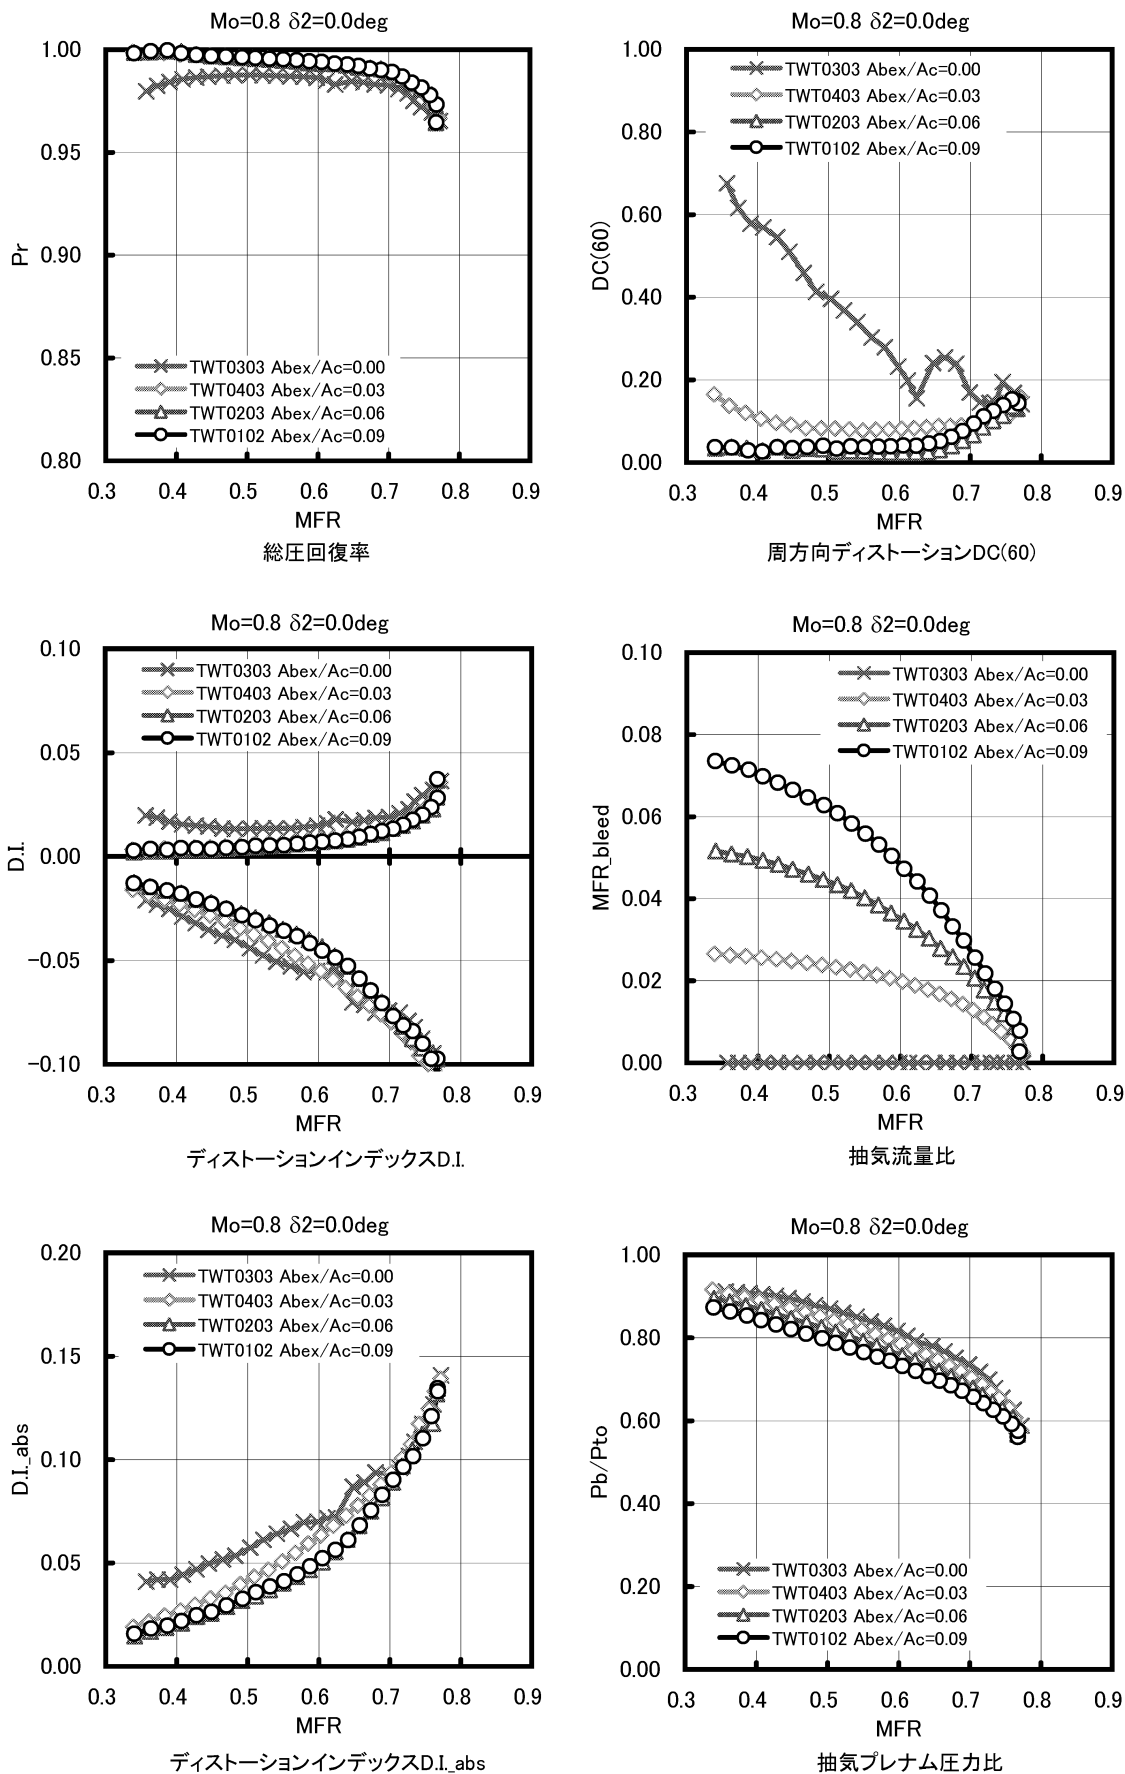 Mo=0.8 δ2=0.0deg
1.00
0.95
0.90
0.85
0.80
Pr
TWT0303 Abex/Ac=0.00
TWT0403 Abex/Ac=0.03
TWT0203 Abex/Ac=0.06
TWT0102 Abex/Ac=0.09
0.3 0.4 0.5 0.6 0.7 0.8 0.9
MFR
総圧回復率
Mo=0.8 δ2=0.0deg
1.00
0.80
0.60
0.40
0.20
0.00
DC(60)
TWT0303 Abex/Ac=0.00
TWT0403 Abex/Ac=0.03
TWT0203 Abex/Ac=0.06
TWT0102 Abex/Ac=0.09
0.3 0.4 0.5 0.6 0.7 0.8 0.9
MFR
周方向ディストーションDC(60)
Mo=0.8 δ2=0.0deg
0.10
0.05
0.00
-0.05
-0.10
D.I.
TWT0303 Abex/Ac=0.00
TWT0403 Abex/Ac=0.03
TWT0203 Abex/Ac=0.06
TWT0102 Abex/Ac=0.09
0.3 0.4 0.5 0.6 0.7 0.8 0.9
MFR
ディストーションインデックスD.I.
Mo=0.8 δ2=0.0deg
0.10
0.08
0.06
0.04
0.02
0.00
MFR_bleed
TWT0303 Abex/Ac=0.00
TWT0403 Abex/Ac=0.03
TWT0203 Abex/Ac=0.06
TWT0102 Abex/Ac=0.09
0.3 0.4 0.5 0.6 0.7 0.8 0.9
MFR
抽気流量比
Mo=0.8 δ2=0.0deg
0.20
0.15
0.10
0.05
0.00
D.I._abs
TWT0303 Abex/Ac=0.00
TWT0403 Abex/Ac=0.03
TWT0203 Abex/Ac=0.06
TWT0102 Abex/Ac=0.09
0.3 0.4 0.5 0.6 0.7 0.8 0.9
MFR
ディストーションインデックスD.I._abs
Mo=0.8 δ2=0.0deg
1.00
0.80
0.60
0.40
0.20
0.00
Pb/Pto
TWT0303 Abex/Ac=0.00
TWT0403 Abex/Ac=0.03
TWT0203 Abex/Ac=0.06
TWT0102 Abex/Ac=0.09
0.3 0.4 0.5 0.6 0.7 0.8 0.9
MFR
抽気プレナム圧力比